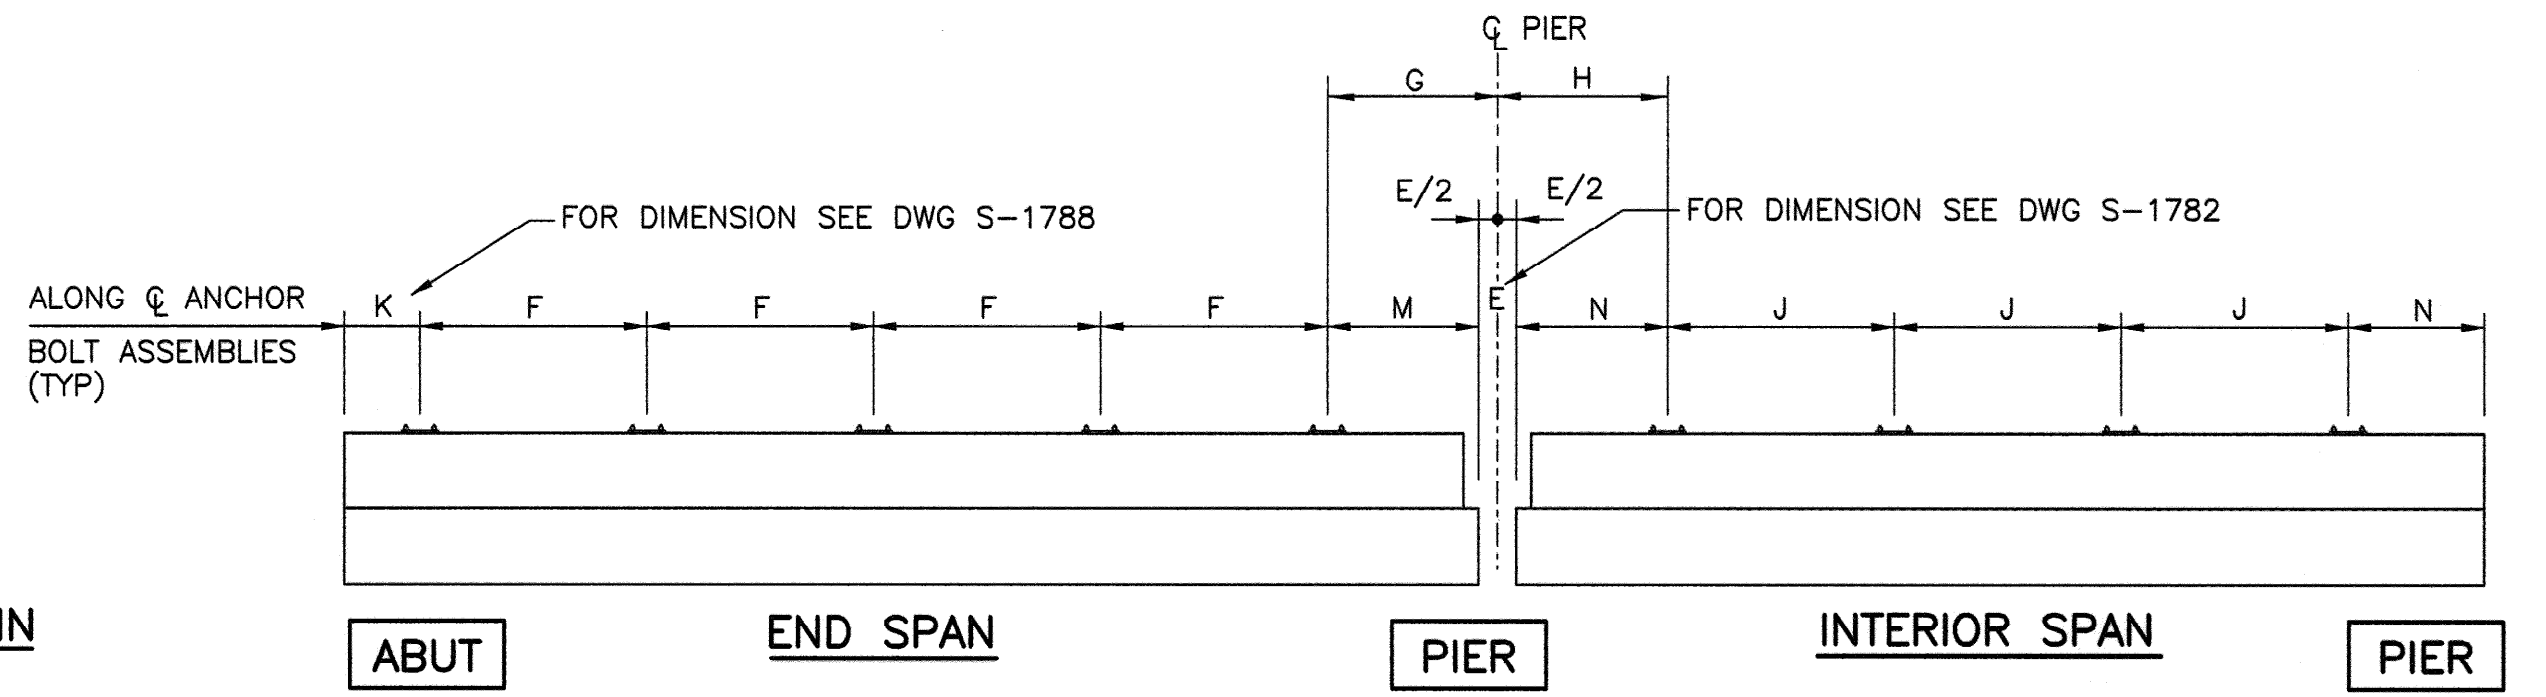 ℄ PIER
G H
E/2 E/2
FOR DIMENSION SEE DWG S-1788
FOR DIMENSION SEE DWG S-1782
ALONG ℄ ANCHOR
K F F F F M E N J J J N
BOLT ASSEMBLIES
(TYP)
IN
ABUT
END SPAN
PIER
INTERIOR SPAN
PIER